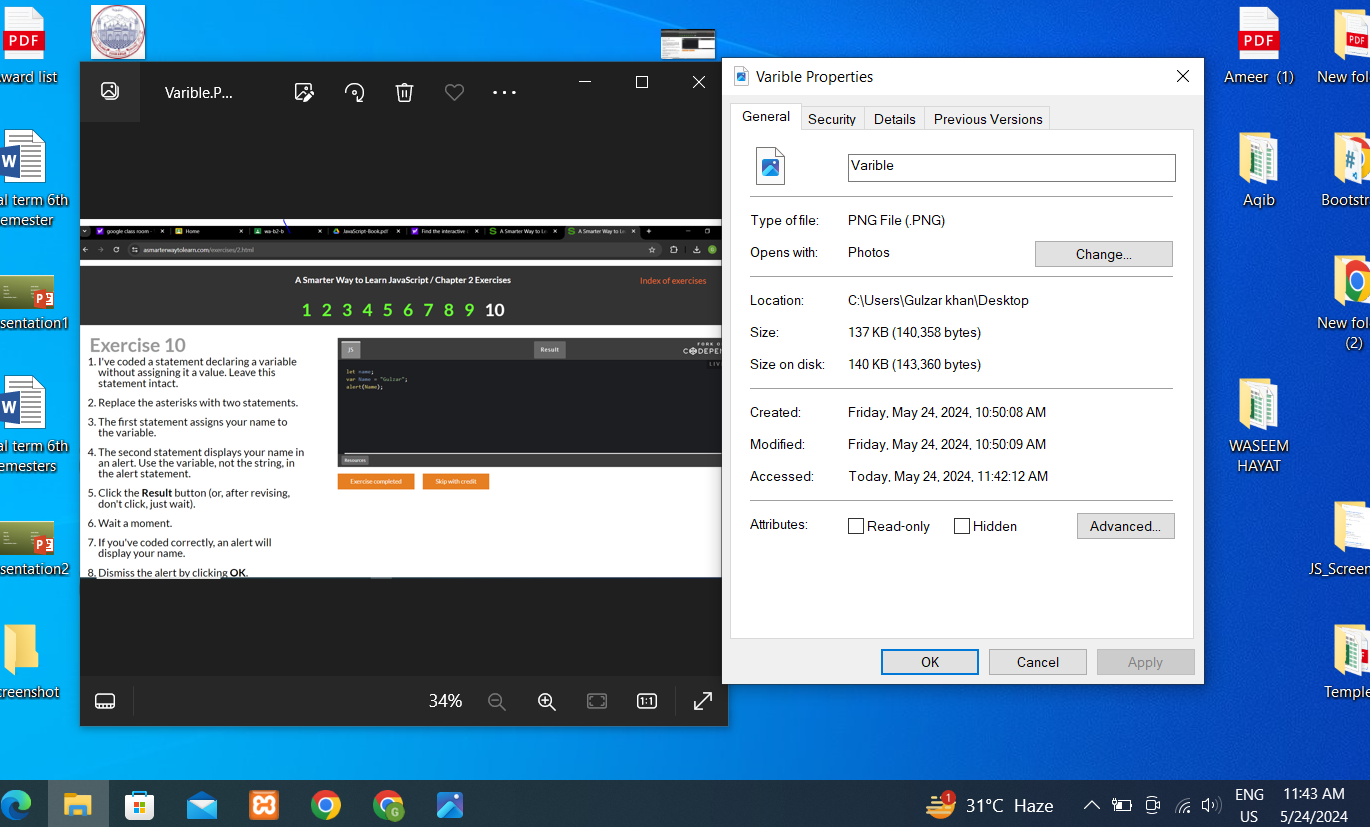 PDF
Award list
W
al term 6th
emester
P
sentation1
W
al term 6th
emesters
P
sentation2
creenshot
Varible.P...
google class room -
Home
wa-b2-b
JavaScript-Book.pdf
Find the interactive c
A Smarter Way to Le
A Smarter Way to Le
asmarterwaytolearn.com/exercises/2.html
A Smarter Way to Learn JavaScript / Chapter 2 Exercises
Index of exercises
1 2 3 4 5 6 7 8 9 10
Exercise 10
1. I've coded a statement declaring a variable
without assigning it a value. Leave this
statement intact.
2. Replace the asterisks with two statements.
3. The first statement assigns your name to
the variable.
4. The second statement displays your name in
an alert. Use the variable, not the string, in
the alert statement.
5. Click the Result button (or, after revising,
don't click, just wait).
6. Wait a moment.
7. If you've coded correctly, an alert will
display your name.
8. Dismiss the alert by clicking OK.
JS
Result
FORK O
CODEPEN
LIV
let name;
var Name = "Gulzar";
alert(Name);
Resources
Exercise completed
Skip with credit
34%
1:1
Varible Properties
General
Security
Details
Previous Versions
Varible
Type of file: PNG File (.PNG)
Opens with: Photos
Change...
Location: C:\Users\Gulzar khan\Desktop
Size: 137 KB (140,358 bytes)
Size on disk: 140 KB (143,360 bytes)
Created: Friday, May 24, 2024, 10:50:08 AM
Modified: Friday, May 24, 2024, 10:50:09 AM
Accessed: Today, May 24, 2024, 11:42:12 AM
Attributes: Read-only Hidden
Advanced...
OK
Cancel
Apply
PDF
Ameer (1)
PDF
New fol
Aqib
Bootstr
New fol
(2)
WASEEM
HAYAT
JS_Screen
Temple
1
31°C Haze
ENG
US
11:43 AM
5/24/2024